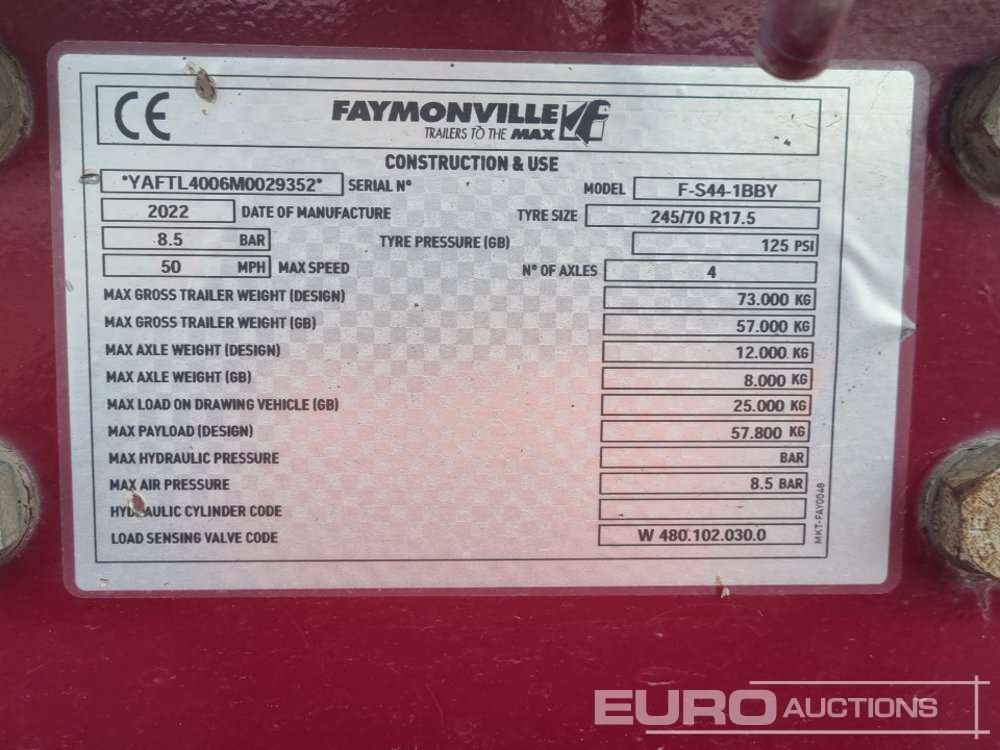 CE
FAYMONVILLE
TRAILERS TO THE MAX
CONSTRUCTION & USE
*YAFTL4006M0029352* SERIAL N° MODEL F-S44-1BBY
2022 DATE OF MANUFACTURE TYRE SIZE 245/70 R17.5
8.5 BAR TYRE PRESSURE (GB) 125 PSI
50 MPH MAX SPEED N° OF AXLES 4
MAX GROSS TRAILER WEIGHT (DESIGN) 73.000 KG
MAX GROSS TRAILER WEIGHT (GB) 57.000 KG
MAX AXLE WEIGHT (DESIGN) 12.000 KG
MAX AXLE WEIGHT (GB) 8.000 KG
MAX LOAD ON DRAWING VEHICLE (GB) 25.000 KG
MAX PAYLOAD (DESIGN) 57.800 KG
MAX HYDRAULIC PRESSURE BAR
MAX AIR PRESSURE 8.5 BAR
HYDRAULIC CYLINDER CODE
LOAD SENSING VALVE CODE W 480.102.030.0
MKT-FAY0048
EURO AUCTIONS